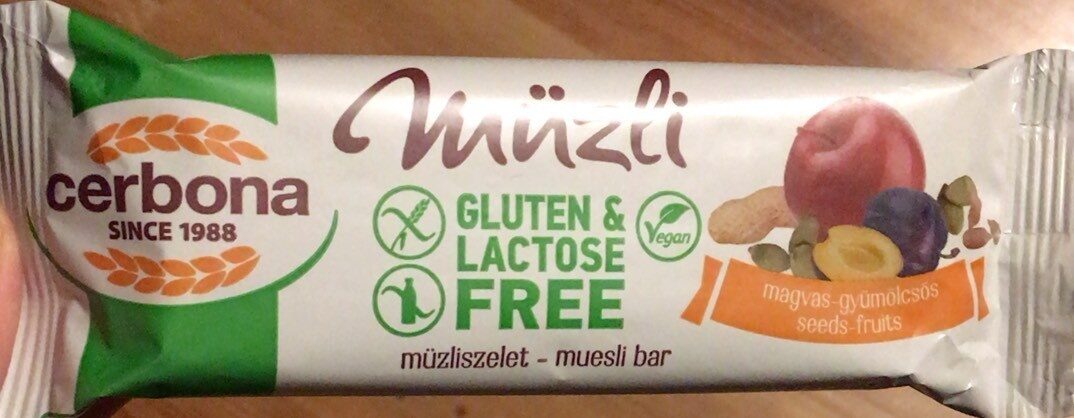 cerbona
SINCE 1988
müzli
GLUTEN &
LACTOSE
FREE
Vegan
müzliszelet - muesli bar
magvas-gyümölcsös
seeds-fruits